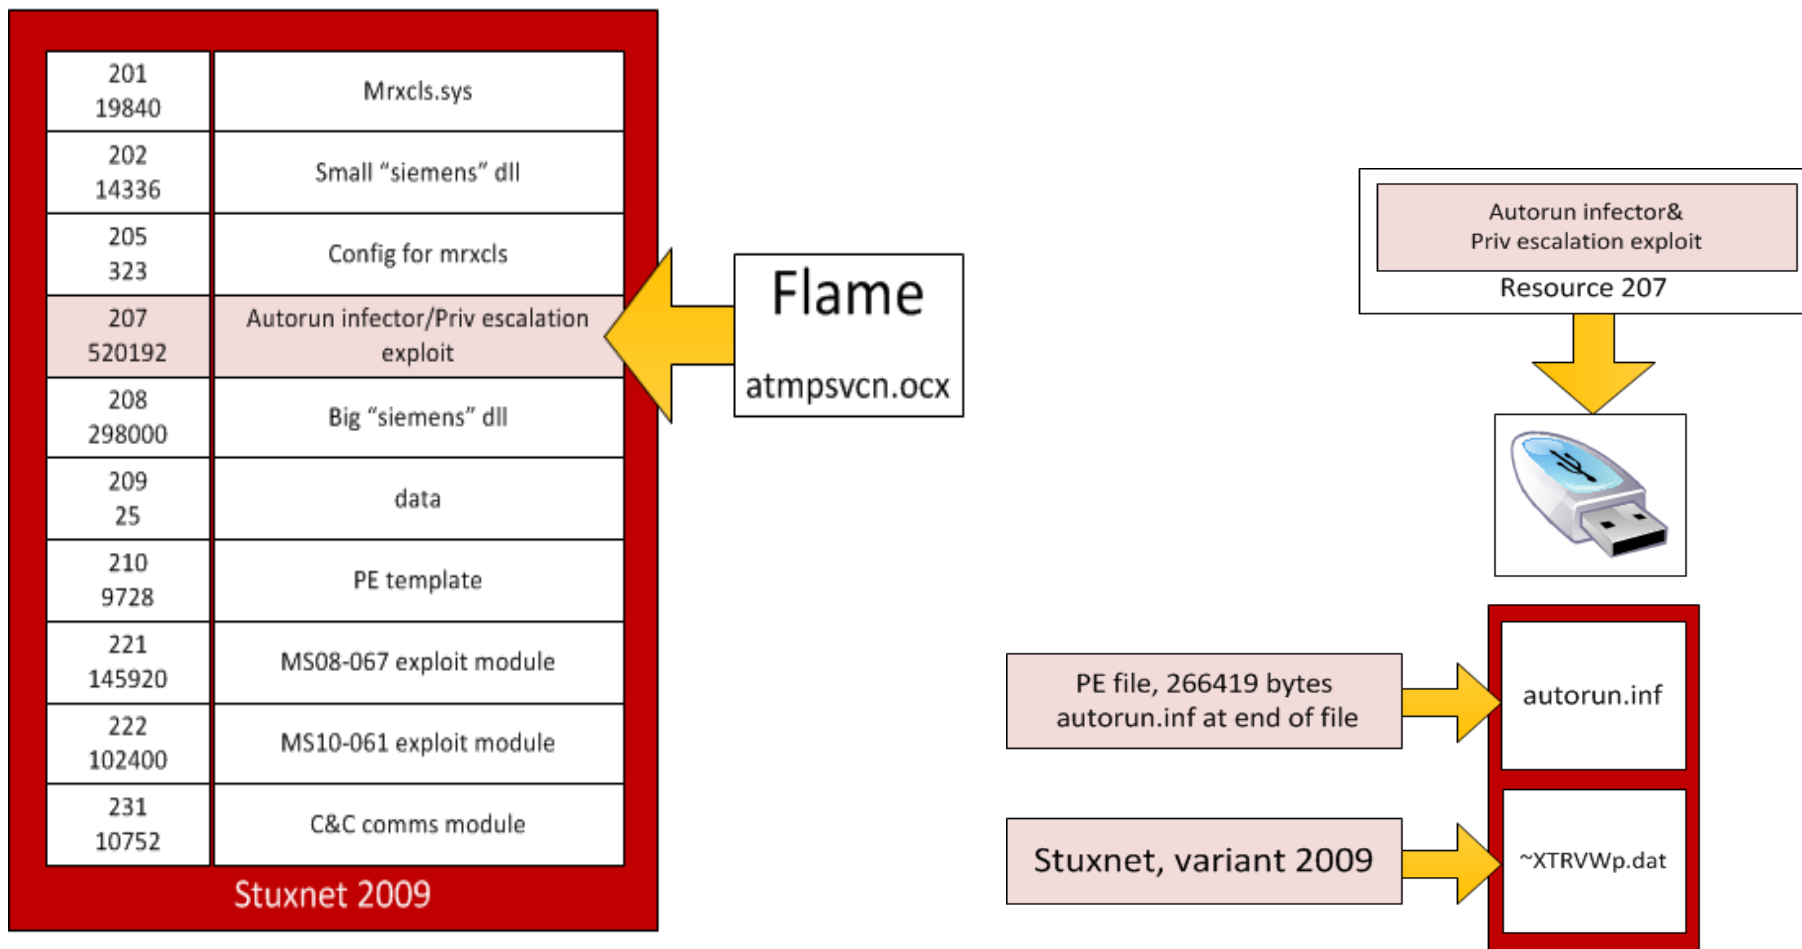 201
19840
Mrxcls.sys
202
14336
Small “siemens” dll
205
323
Config for mrxcls
207
520192
Autorun infector/Priv escalation
exploit
208
298000
Big “siemens” dll
209
25
data
210
9728
PE template
221
145920
MS08-067 exploit module
222
102400
MS10-061 exploit module
231
10752
C&C comms module
Stuxnet 2009
Flame
atmpsvcn.ocx
Autorun infector&
Priv escalation exploit
Resource 207
PE file, 266419 bytes
autorun.inf at end of file
autorun.inf
Stuxnet, variant 2009
~XTRVWp.dat